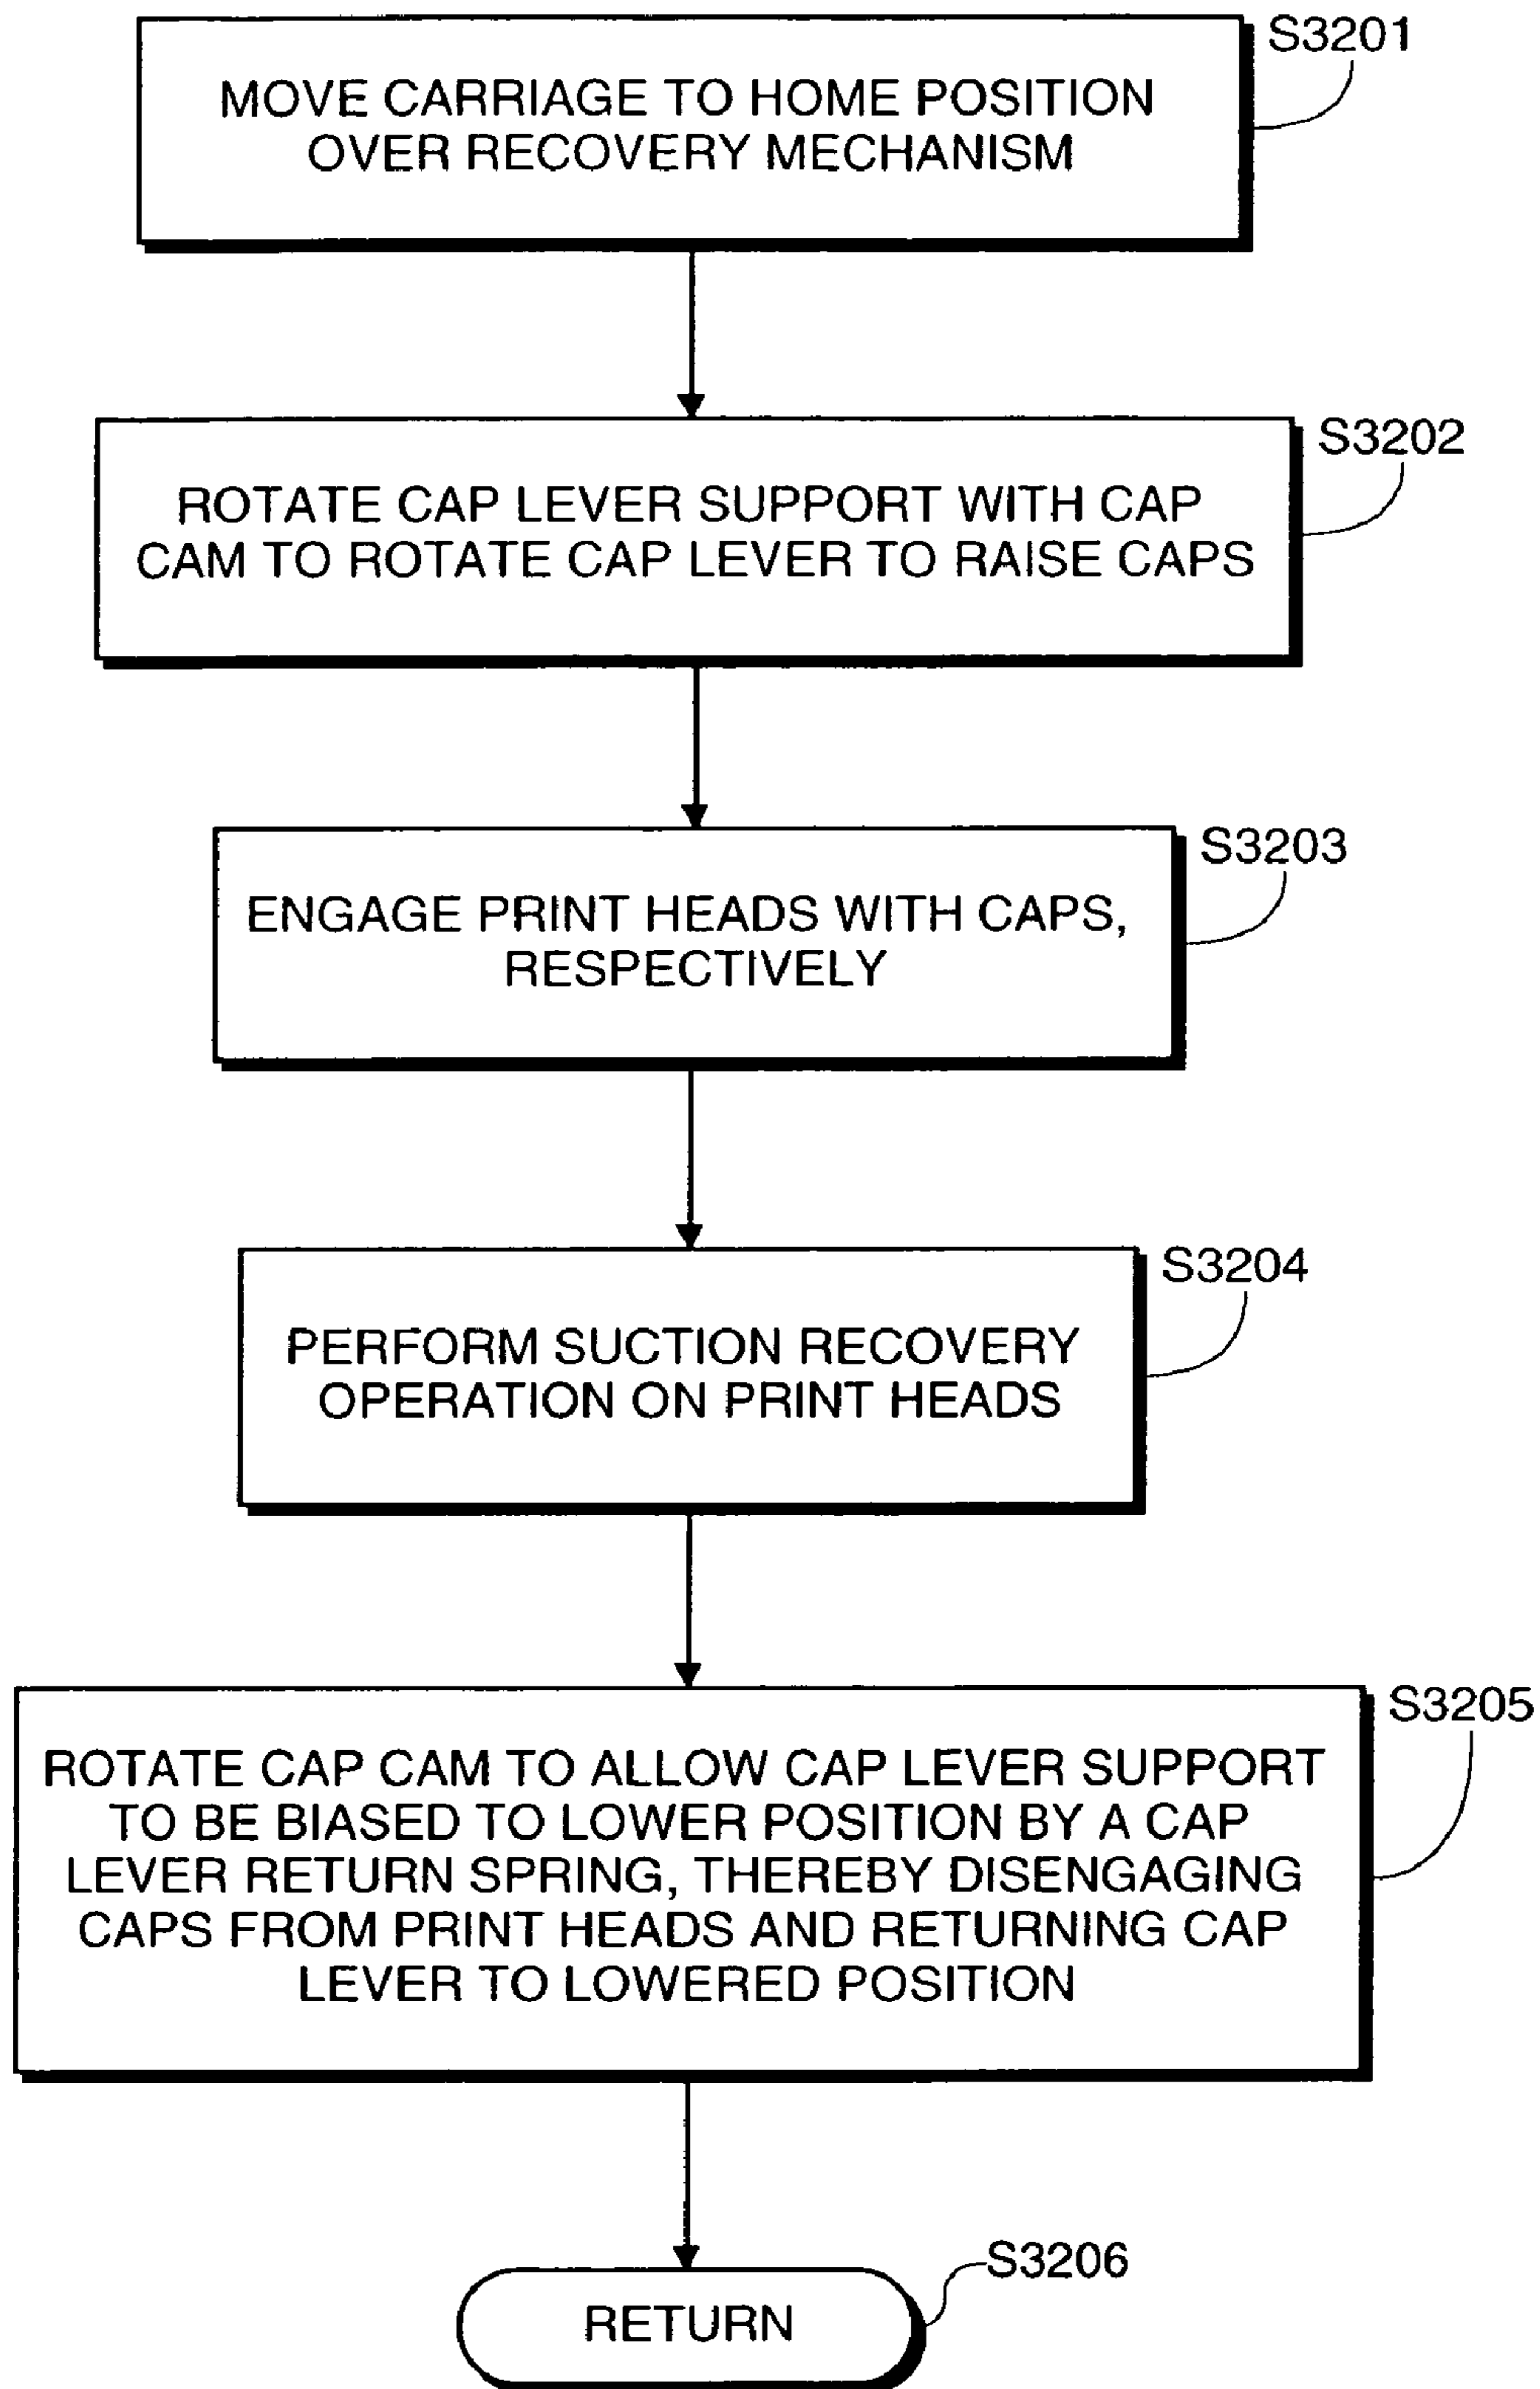 S3201
MOVE CARRIAGE TO HOME POSITION
OVER RECOVERY MECHANISM
S3202
ROTATE CAP LEVER SUPPORT WITH CAP
CAM TO ROTATE CAP LEVER TO RAISE CAPS
S3203
ENGAGE PRINT HEADS WITH CAPS,
RESPECTIVELY
S3204
PERFORM SUCTION RECOVERY
OPERATION ON PRINT HEADS
S3205
ROTATE CAP CAM TO ALLOW CAP LEVER SUPPORT
TO BE BIASED TO LOWER POSITION BY A CAP
LEVER RETURN SPRING, THEREBY DISENGAGING
CAPS FROM PRINT HEADS AND RETURNING CAP
LEVER TO LOWERED POSITION
S3206
RETURN